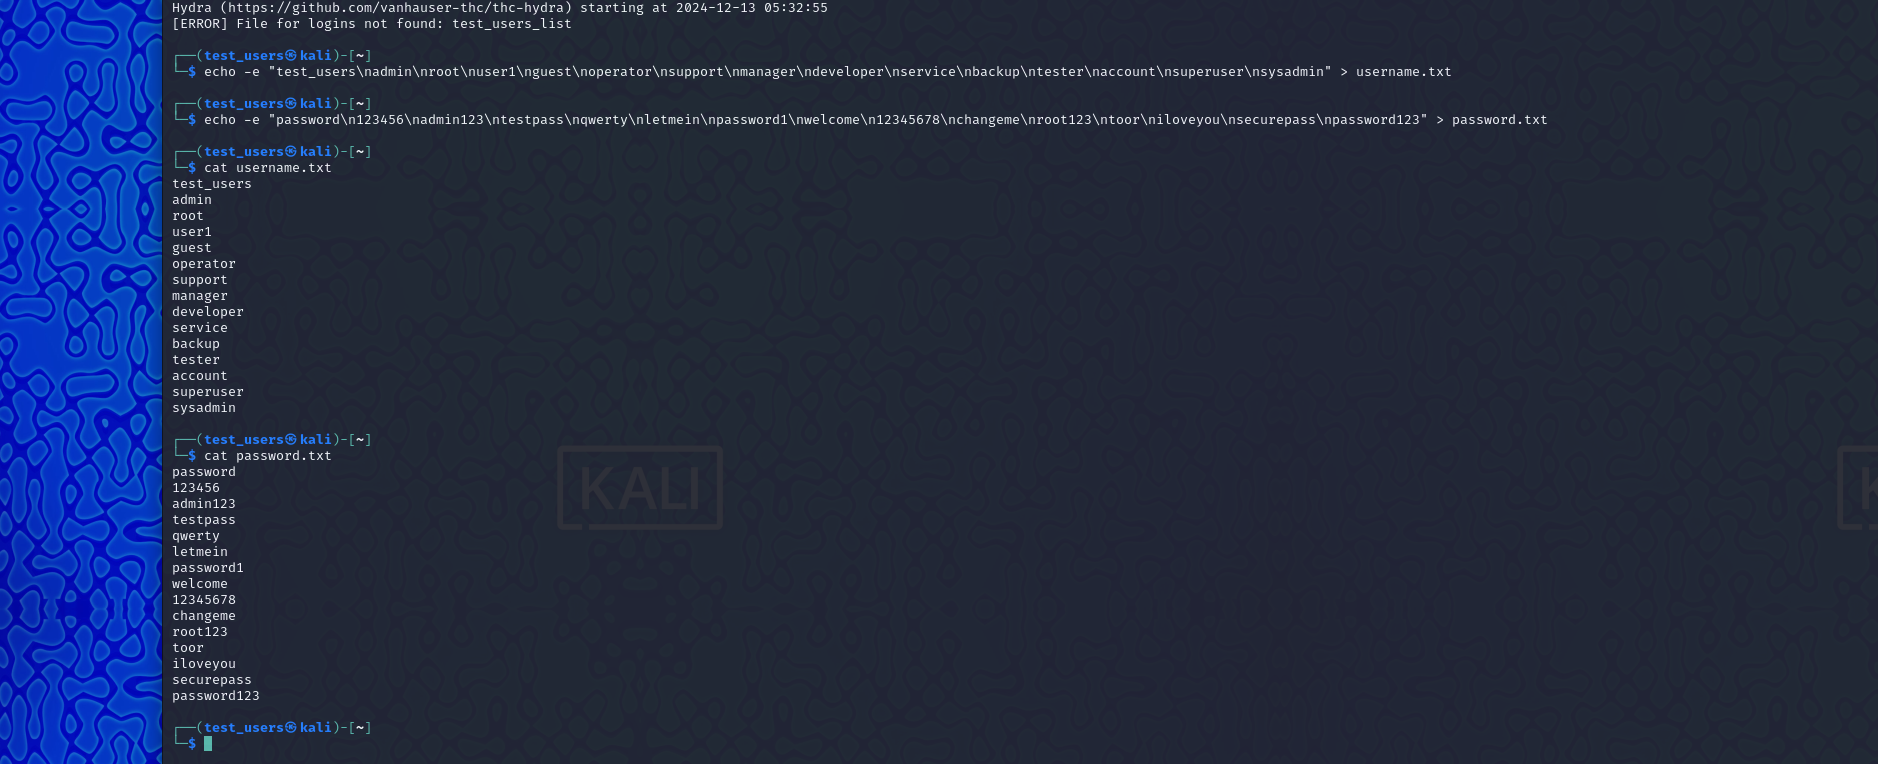 Hydra (https://github.com/vanhauser-thc/thc-hydra) starting at 2024-12-13 05:32:55
[ERROR] File for logins not found: test_users_list
┌──(test_users㉿kali)-[~]
└─$ echo -e "test_users\nadmin\nroot\nuser1\nguest\noperator\nsupport\nmanager\ndeveloper\nservice\nbackup\ntester\naccount\nsuperuser\nsysadmin" > username.txt
┌──(test_users㉿kali)-[~]
└─$ echo -e "password\n123456\nadmin123\ntestpass\nqwerty\nletmein\npassword1\nwelcome\n12345678\nchangeme\nroot123\ntoor\niloveyou\nsecurepass\npassword123" > password.txt
┌──(test_users㉿kali)-[~]
└─$ cat username.txt
test_users
admin
root
user1
guest
operator
support
manager
developer
service
backup
tester
account
superuser
sysadmin
┌──(test_users㉿kali)-[~]
└─$ cat password.txt
password
123456
admin123
testpass
qwerty
letmein
password1
welcome
12345678
changeme
root123
toor
iloveyou
securepass
password123
┌──(test_users㉿kali)-[~]
└─$
KALI